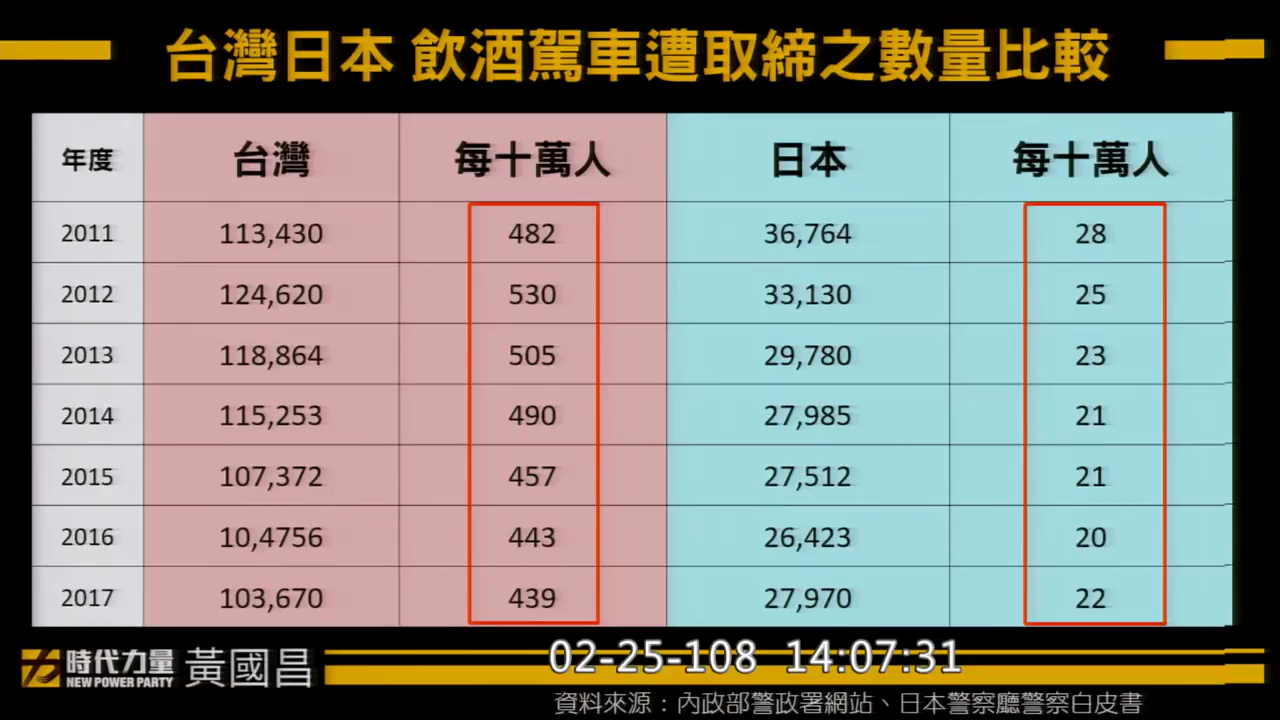 台灣日本 飲酒駕車遭取締之數量比較
年度 台灣 每十萬人 日本 每十萬人
2011 113,430 482 36,764 28
2012 124,620 530 33,130 25
2013 118,864 505 29,780 23
2014 115,253 490 27,985 21
2015 107,372 457 27,512 21
2016 10,4756 443 26,423 20
2017 103,670 439 27,970 22
時代力量 黃國昌
NEW POWER PARTY
02-25-108 14:07:31
資料來源：內政部警政署網站、日本警察廳警察白皮書